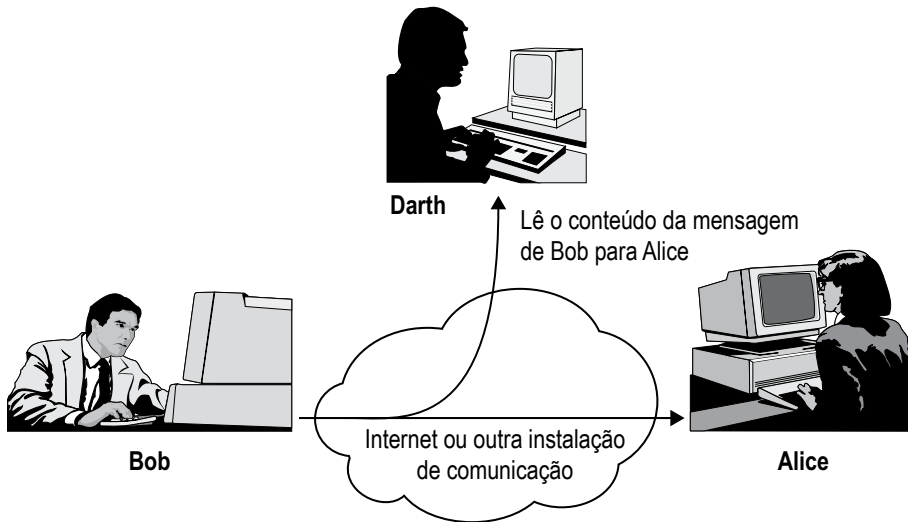 Darth
Lê o conteúdo da mensagem
de Bob para Alice
Internet ou outra instalação
de comunicação
Bob
Alice